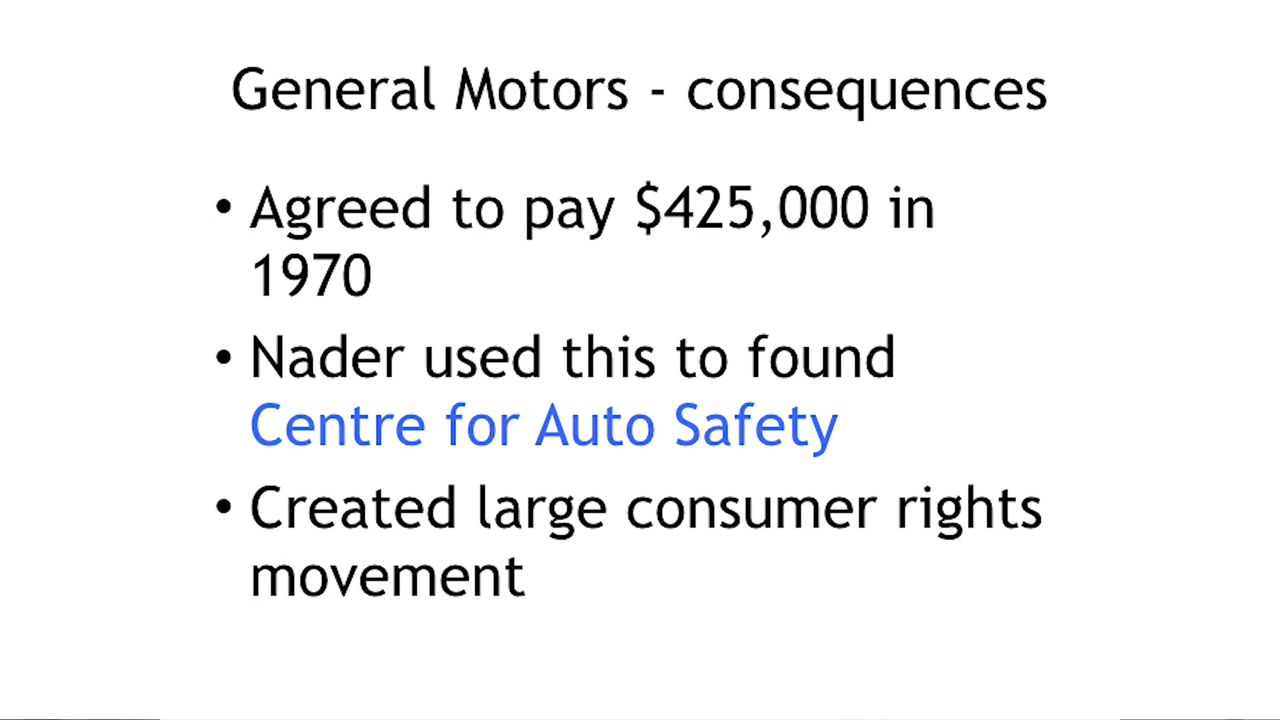 General Motors - consequences
• Agreed to pay $425,000 in
1970
• Nader used this to found
Centre for Auto Safety
• Created large consumer rights
movement